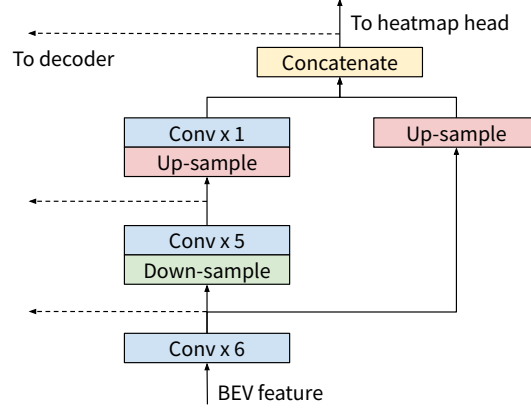 To heatmap head
To decoder
Concatenate
Conv x 1
Up-sample
Up-sample
Conv x 5
Down-sample
Conv x 6
BEV feature